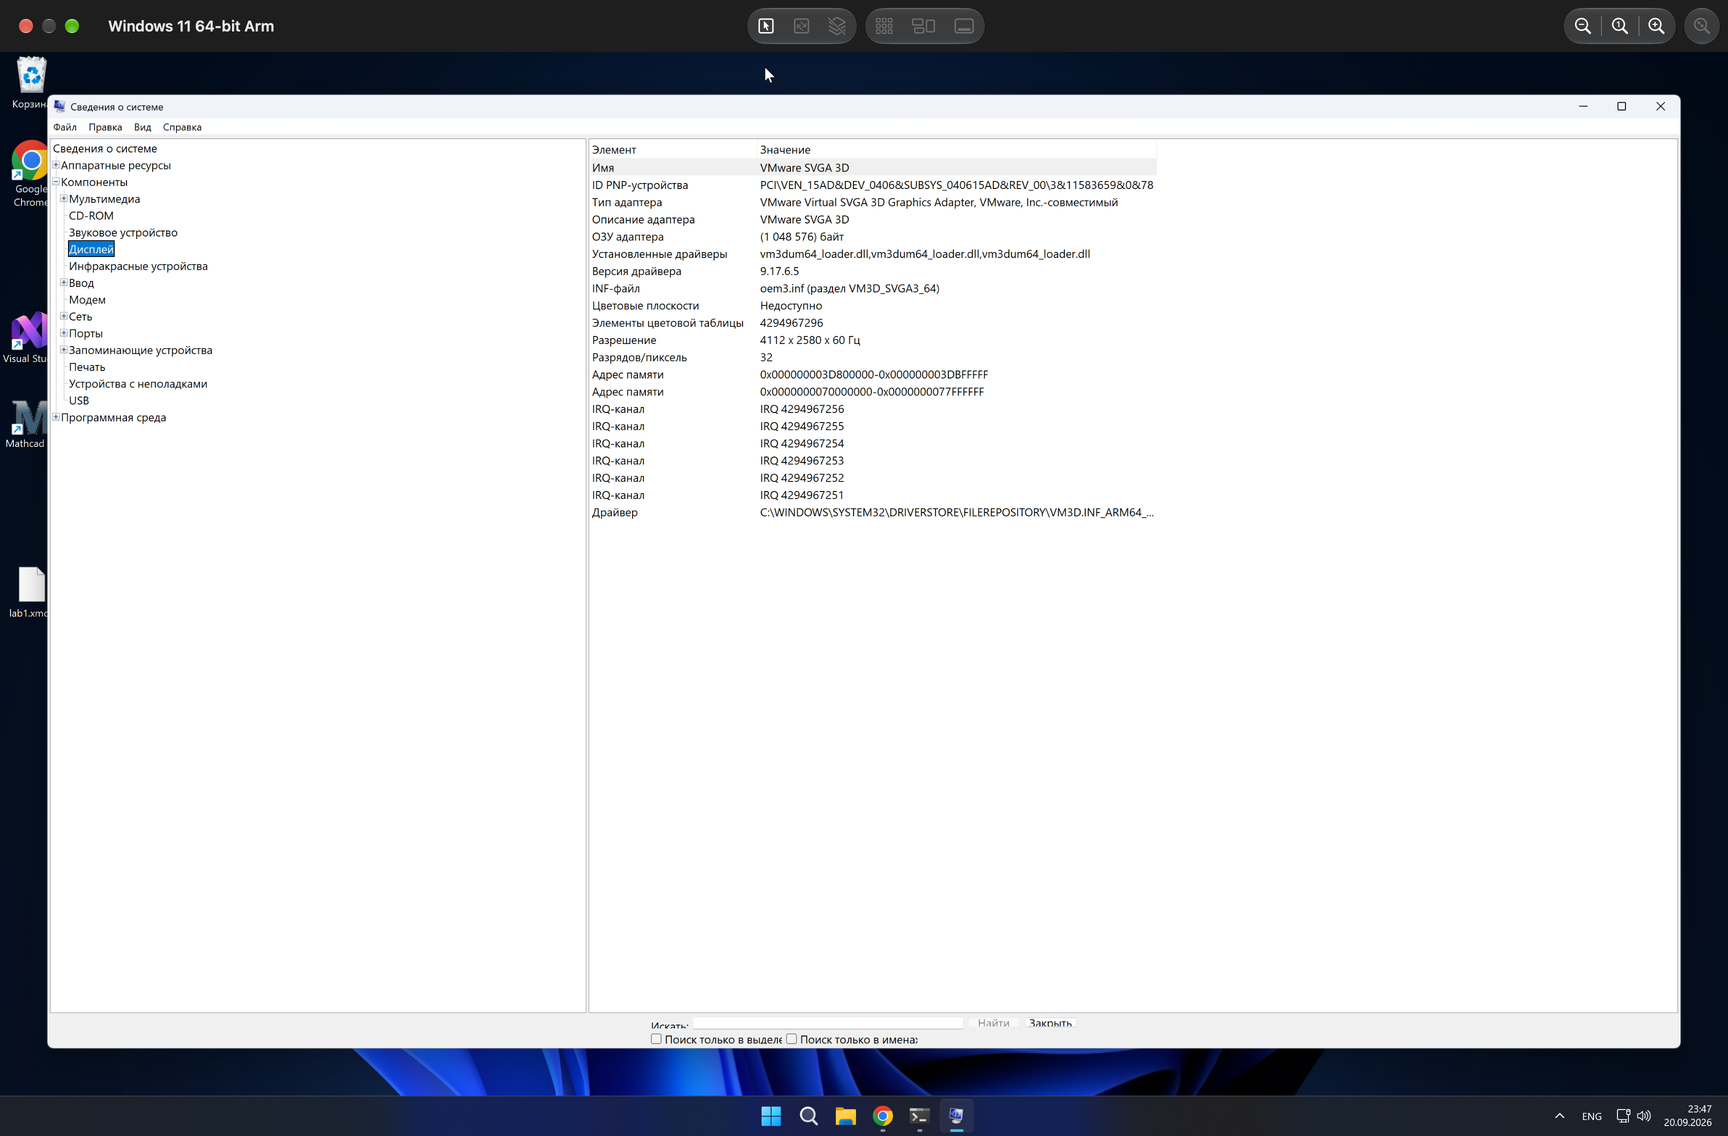 Windows 11 64-bit Arm
Корзина
Google
Chrome
Visual Stu
Mathcad
lab1.xmc
Сведения о системе
Файл Правка Вид Справка
Сведения о системе
Аппаратные ресурсы
Компоненты
Мультимедиа
CD-ROM
Звуковое устройство
Дисплей
Инфракрасные устройства
Ввод
Модем
Сеть
Порты
Запоминающие устройства
Печать
Устройства с неполадками
USB
Программная среда
Элемент Значение
Имя VMware SVGA 3D
ID PNP-устройства PCI\VEN_15AD&DEV_0406&SUBSYS_040615AD&REV_00\3&11583659&0&78
Тип адаптера VMware Virtual SVGA 3D Graphics Adapter, VMware, Inc.-совместимый
Описание адаптера VMware SVGA 3D
ОЗУ адаптера (1 048 576) байт
Установленные драйверы vm3dum64_loader.dll,vm3dum64_loader.dll,vm3dum64_loader.dll
Версия драйвера 9.17.6.5
INF-файл oem3.inf (раздел VM3D_SVGA3_64)
Цветовые плоскости Недоступно
Элементы цветовой таблицы 4294967296
Разрешение 4112 x 2580 x 60 Гц
Разрядов/пиксель 32
Адрес памяти 0x000000003D800000-0x000000003DBFFFFF
Адрес памяти 0x0000000070000000-0x0000000077FFFFFF
IRQ-канал IRQ 4294967256
IRQ-канал IRQ 4294967255
IRQ-канал IRQ 4294967254
IRQ-канал IRQ 4294967253
IRQ-канал IRQ 4294967252
IRQ-канал IRQ 4294967251
Драйвер C:\WINDOWS\SYSTEM32\DRIVERSTORE\FILEREPOSITORY\VM3D.INF_ARM64_...
Искать: Найти Закрыть
Поиск только в выделе Поиск только в именах
ENG
23:47
20.09.2026